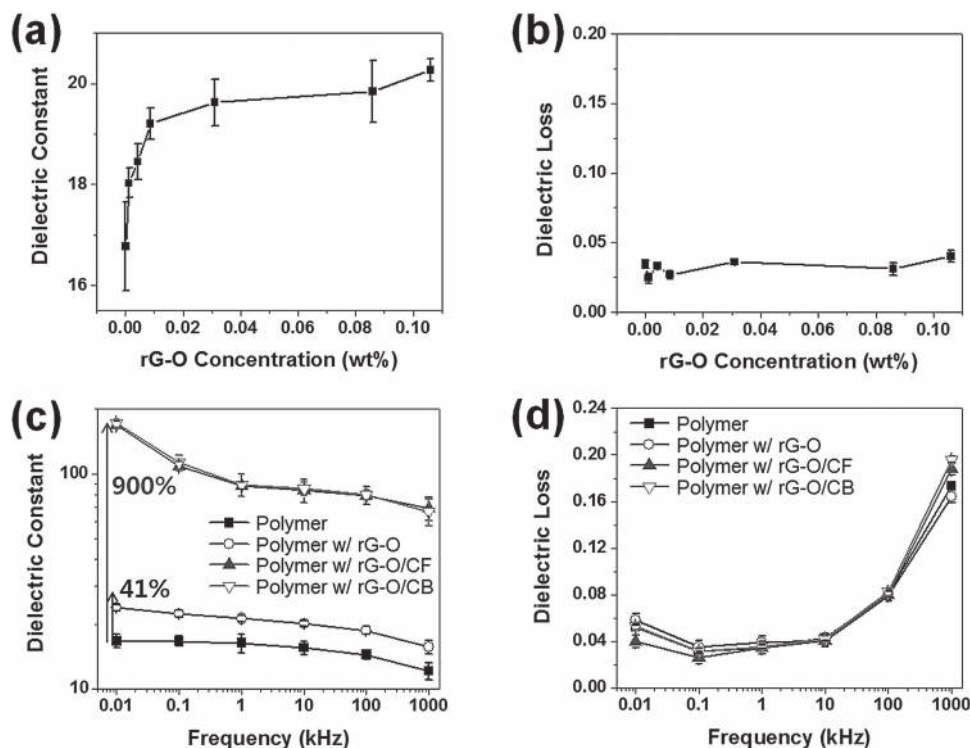 (a)
Dielectric Constant
20
18
16
0.00 0.02 0.04 0.06 0.08 0.10
rG-O Concentration (wt%)
(b)
Dielectric Loss
0.20
0.15
0.10
0.05
0.00
0.00 0.02 0.04 0.06 0.08 0.10
rG-O Concentration (wt%)
(c)
Dielectric Constant
100
10
900%
41%
Polymer
Polymer w/ rG-O
Polymer w/ rG-O/CF
Polymer w/ rG-O/CB
0.01 0.1 1 10 100 1000
Frequency (kHz)
(d)
Dielectric Loss
0.24
0.20
0.16
0.12
0.08
0.04
0.00
Polymer
Polymer w/ rG-O
Polymer w/ rG-O/CF
Polymer w/ rG-O/CB
0.01 0.1 1 10 100 1000
Frequency (kHz)